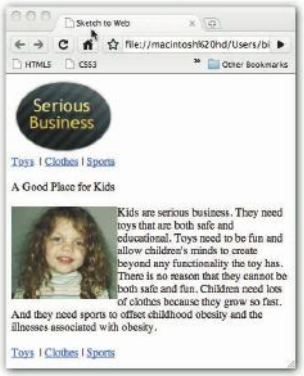 Sketch to Web
file:///macintosh%20hd/Users/bi
HTML5 CSS3 » Other Bookmarks
Serious
Business
Toys | Clothes | Sports
A Good Place for Kids
Kids are serious business. They need
toys that are both safe and
educational. Toys need to be fun and
allow children's minds to create
beyond any functionality the toy has.
There is no reason that they cannot be
both safe and fun. Children need lots
of clothes because they grow so fast.
And they need sports to offset childhood obesity and the
illnesses associated with obesity.
Toys | Clothes | Sports